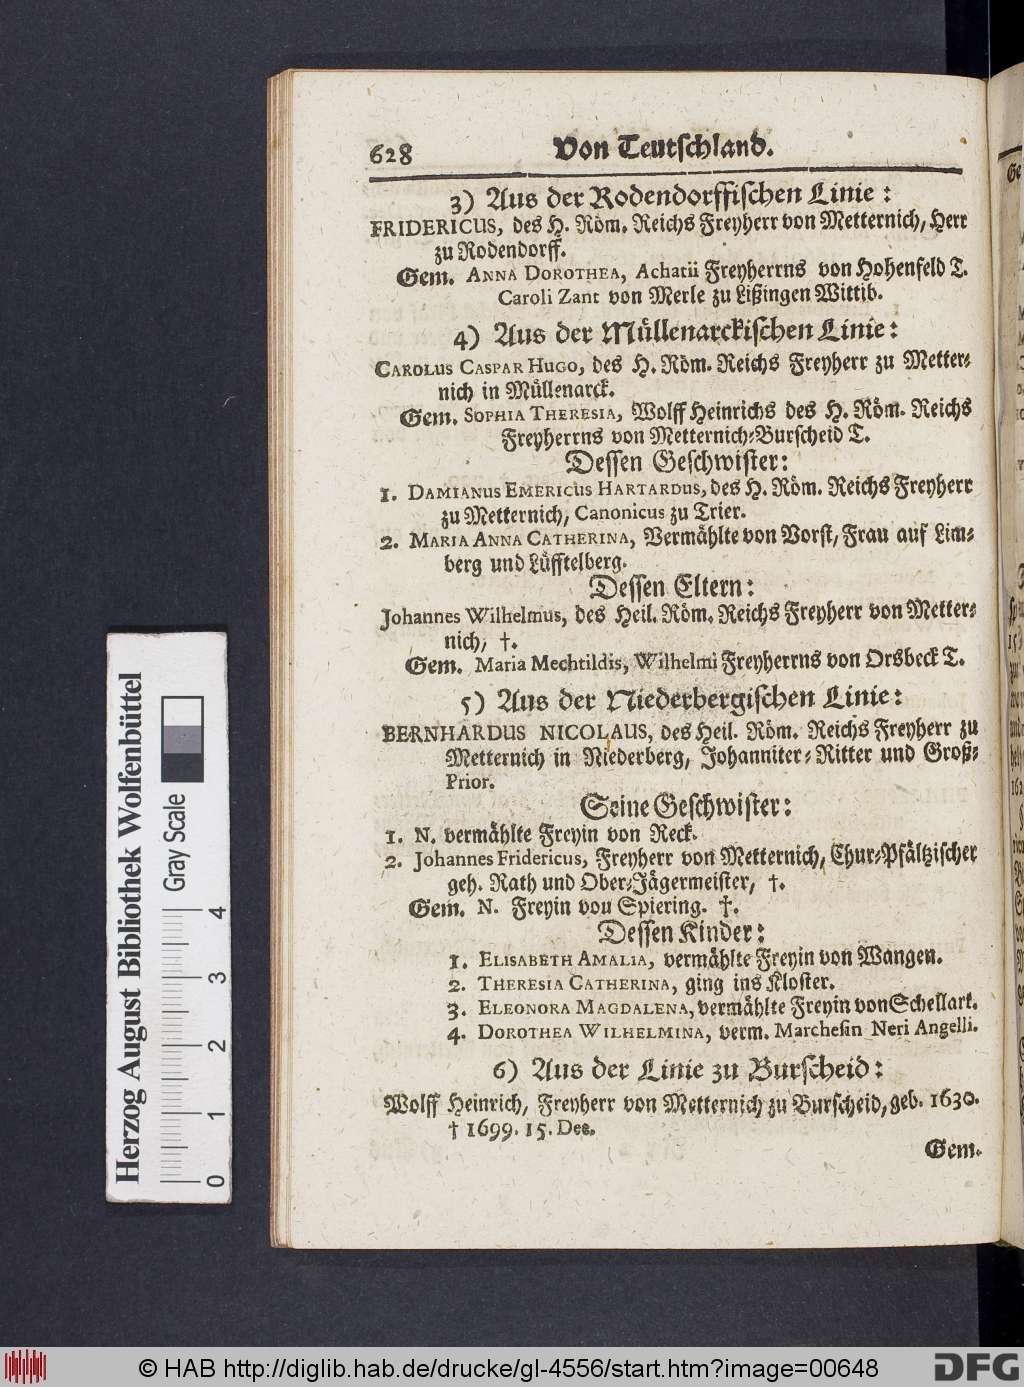 628 Von Teutschland.
3) Aus der Rodendorffischen Linie:
FRIDERICUS, des H. Röm. Reichs Freyherr von Metternich, Herr
zu Rodendorff.
Gem. ANNA DOROTHEA, Achatii Freyherrns von Hohenfeld T.
Caroli Zant von Merle zu Lißingen Wittib.
4) Aus der Müllenarckischen Linie:
CAROLUS CASPAR HUGO, des H. Röm. Reichs Freyherr zu Metter-
nich in Müllenarck.
Gem. SOPHIA THERESIA, Wolff Heinrichs des H. Röm. Reichs
Freyherrns von Metternich-Burscheid T.
Dessen Geschwister:
1. DAMIANUS EMERICUS HARTARDUS, des H. Röm. Reichs Freyherr
zu Metternich, Canonicus zu Trier.
2. MARIA ANNA CATHERINA, Vermählte von Vorst, Frau auf Lim-
berg und Lüfftelberg.
Dessen Eltern:
Johannes Wilhelmus, des Heil. Röm. Reichs Freyherr von Metter-
nich, †.
Gem. Maria Mechtildis, Wilhelmi Freyherrns von Orsbeck T.
5) Aus der Niederbergischen Linie:
BERNHARDUS NICOLAUS, des Heil. Röm. Reichs Freyherr zu
Metternich in Niederberg, Johanniter-Ritter und Groß-
Prior.
Seine Geschwister:
1. N. vermählte Freyin von Reck.
2. Johannes Fridericus, Freyherr von Metternich, Chur-Pfältzischer
geh. Rath und Ober-Jägermeister, †.
Gem. N. Freyin vou Spiering. †.
Dessen Kinder:
1. ELISABETH AMALIA, vermählte Freyin von Wangen.
2. THERESIA CATHERINA, ging ins Kloster.
3. ELEONORA MAGDALENA, vermählte Freyin von Schellart.
4. DOROTHEA WILHELMINA, verm. Marchesin Neri Angelli.
6) Aus der Linie zu Burscheid:
Wolff Heinrich, Freyherr von Metternich zu Burscheid, geb. 1630.
† 1699. 15. Dec.
Gem.
Herzog August Bibliothek Wolfenbüttel
Gray Scale
0 1 2 3 4
© HAB http://diglib.hab.de/drucke/gl-4556/start.htm?image=00648
DFG